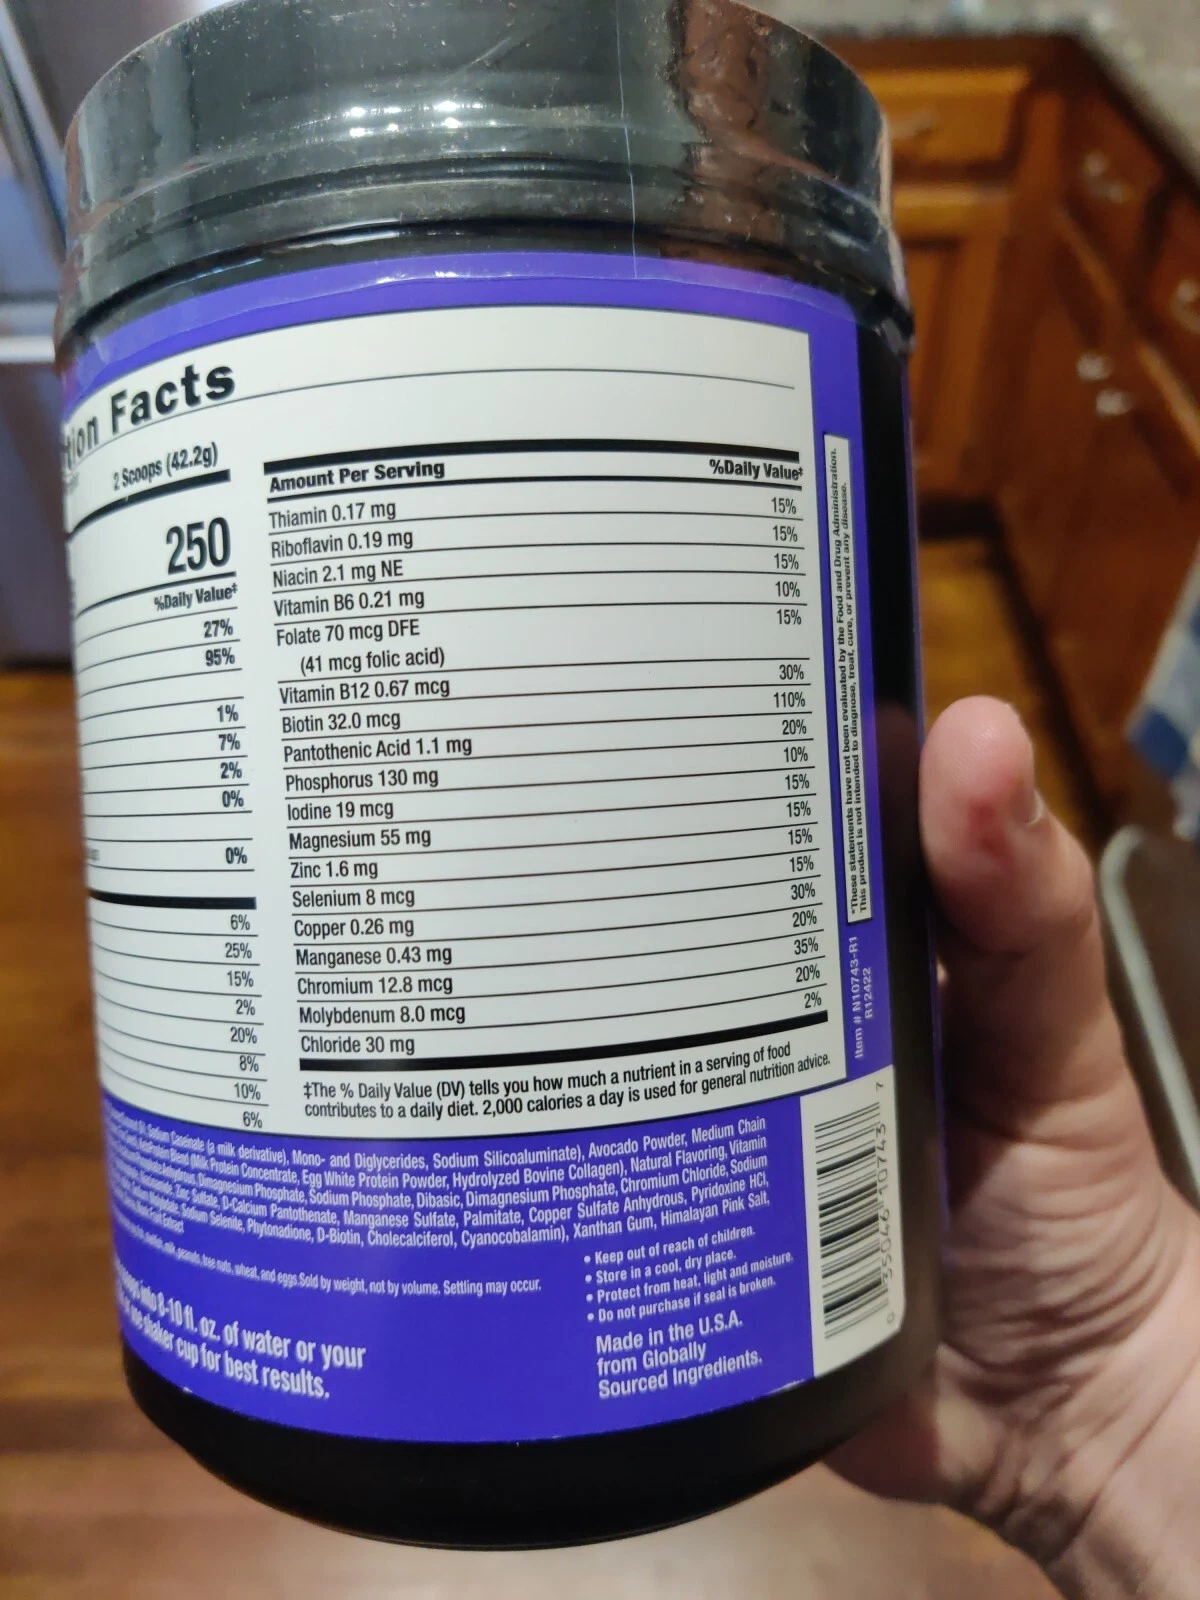 tion Facts
2 Scoops (42.2g)
250
%Daily Value‡
27%
95%
1%
7%
2%
0%
0%
6%
25%
15%
2%
20%
8%
10%
6%
Amount Per Serving %Daily Value‡
Thiamin 0.17 mg 15%
Riboflavin 0.19 mg 15%
Niacin 2.1 mg NE 15%
Vitamin B6 0.21 mg 10%
Folate 70 mcg DFE 15%
(41 mcg folic acid)
Vitamin B12 0.67 mcg 30%
Biotin 32.0 mcg 110%
Pantothenic Acid 1.1 mg 20%
Phosphorus 130 mg 10%
Iodine 19 mcg 15%
Magnesium 55 mg 15%
Zinc 1.6 mg 15%
Selenium 8 mcg 15%
Copper 0.26 mg 30%
Manganese 0.43 mg 20%
Chromium 12.8 mcg 35%
Molybdenum 8.0 mcg 20%
Chloride 30 mg 2%
‡The % Daily Value (DV) tells you how much a nutrient in a serving of food
contributes to a daily diet. 2,000 calories a day is used for general nutrition advice.
Sodium Caseinate (a milk derivative), Mono- and Diglycerides, Sodium Silicoaluminate), Avocado Powder, Medium Chain
Blend (Milk Protein Concentrate, Egg White Protein Powder, Hydrolyzed Bovine Collagen), Natural Flavoring, Vitamin
Dimagnesium Phosphate, Sodium Phosphate, Dibasic, Dimagnesium Phosphate, Chromium Chloride, Sodium
Zinc Sulfate, D-Calcium Pantothenate, Manganese Sulfate, Palmitate, Copper Sulfate Anhydrous, Pyridoxine HCl,
Sodium Selenite, Phytonadione, D-Biotin, Cholecalciferol, Cyanocobalamin), Xanthan Gum, Himalayan Pink Salt,
milk, peanuts, tree nuts, wheat, and eggs. Sold by weight, not by volume. Settling may occur.
into 8-10 fl. oz. of water or your
shaker cup for best results.
• Keep out of reach of children.
• Store in a cool, dry place.
• Protect from heat, light and moisture.
• Do not purchase if seal is broken.
Made in the U.S.A.
from Globally
Sourced Ingredients.
*These statements have not been evaluated by the Food and Drug Administration.
This product is not intended to diagnose, treat, cure, or prevent any disease.
Item # N10743-R1
R12422
0 35046 10743 7